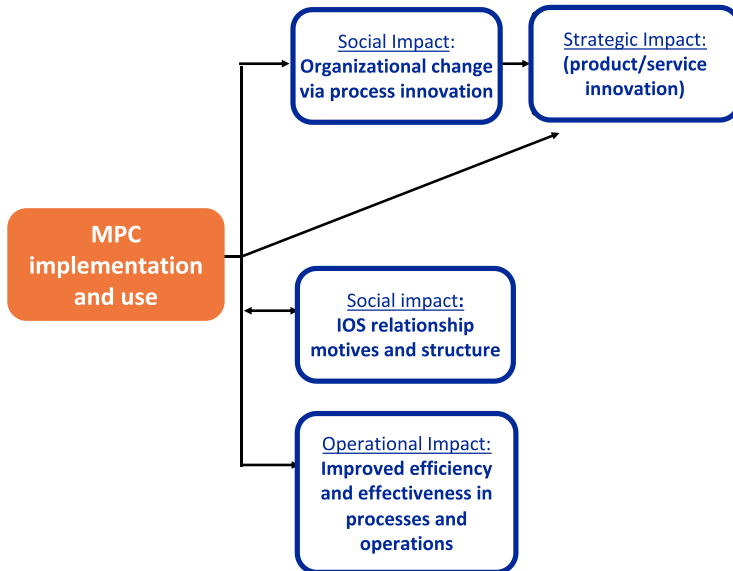 Social Impact:
Organizational change
via process innovation
Strategic Impact:
(product/service
innovation)
MPC
implementation
and use
Social impact:
IOS relationship
motives and structure
Operational Impact:
Improved efficiency
and effectiveness in
processes and
operations